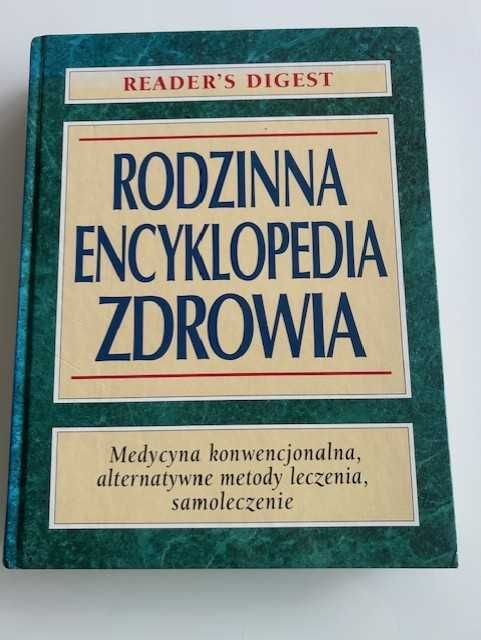 READER'S DIGEST
RODZINNA
ENCYKLOPEDIA
ZDROWIA
Medycyna konwencjonalna,
alternatywne metody leczenia,
samoleczenie